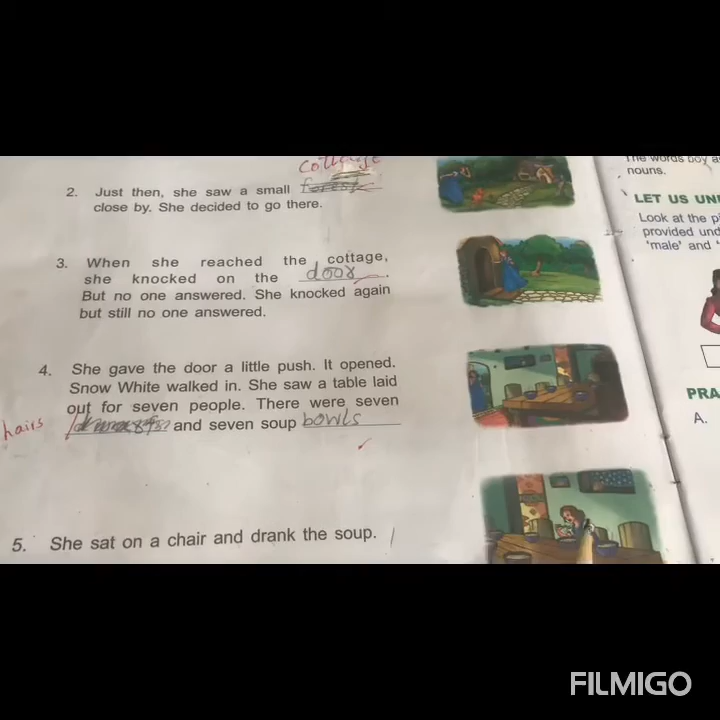 cottage
2. Just then, she saw a small forest
close by. She decided to go there.
3. When she reached the cottage,
she knocked on the door.
But no one answered. She knocked again
but still no one answered.
4. She gave the door a little push. It opened.
Snow White walked in. She saw a table laid
out for seven people. There were seven
hairs and seven soup bowls
5. She sat on a chair and drank the soup.
The words boy a
nouns.
LET US UN
Look at the p
provided und
'male' and '
PRA
A.
FILMIGO